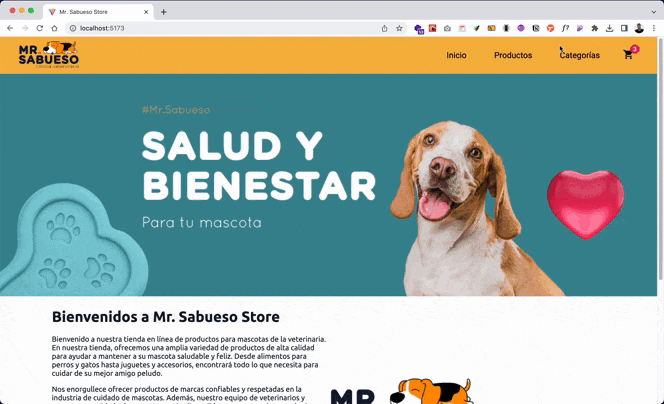 Mr. Sabueso Store
localhost:5173
MR.
SABUESO
Inicio
Productos
Categorías
3
#Mr.Sabueso
SALUD Y
BIENESTAR
Para tu mascota
Bienvenidos a Mr. Sabueso Store
Bienvenido a nuestra tienda en línea de productos para mascotas de la veterinaria.
En nuestra tienda, ofrecemos una amplia variedad de productos de alta calidad
para ayudar a mantener a su mascota saludable y feliz. Desde alimentos para
perros y gatos hasta juguetes y accesorios, encontrará todo lo que necesita para
cuidar de su mejor amigo peludo.
Nos enorgullece ofrecer productos de marcas confiables y respetadas en la
industria de cuidado de mascotas. Además, nuestro equipo de veterinarios y
MR